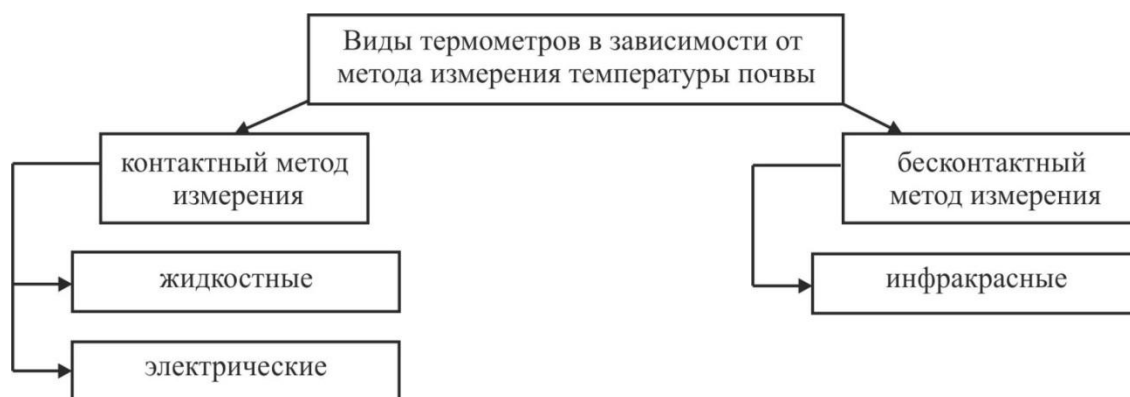 Виды термометров в зависимости от
метода измерения температуры почвы
контактный метод
измерения
жидкостные
электрические
бесконтактный
метод измерения
инфракрасные